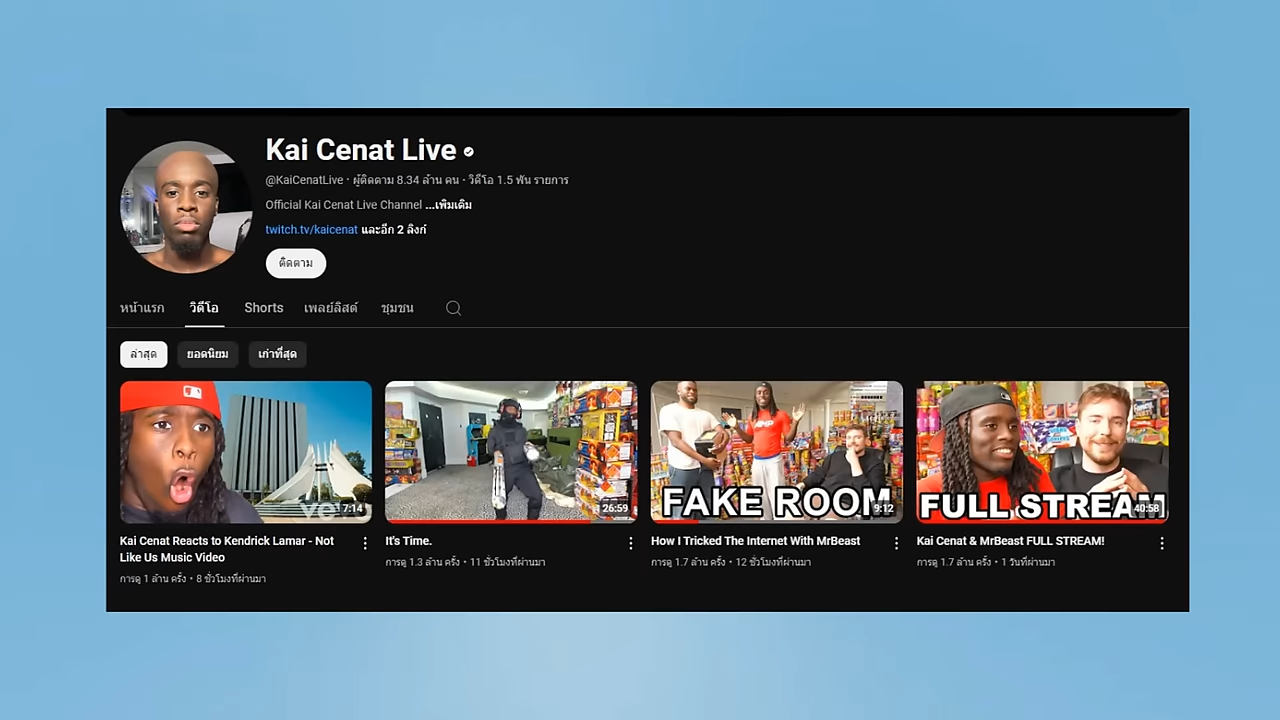 Kai Cenat Live
@KaiCenatLive · ผู้ติดตาม 8.34 ล้าน คน · วิดีโอ 1.5 พัน รายการ
Official Kai Cenat Live Channel ...เพิ่มเติม
twitch.tv/kaicenat และอีก 2 ลิงก์
ติดตาม
หน้าแรก วิดีโอ Shorts เพลย์ลิสต์ ชุมชน
ล่าสุด ยอดนิยม เก่าที่สุด
7:14
26:59
AMP
FAKE ROOM
9:12
FULL STREAM
40:58
Kai Cenat Reacts to Kendrick Lamar - Not
Like Us Music Video
การดู 1 ล้าน ครั้ง • 8 ชั่วโมงที่ผ่านมา
It's Time.
การดู 1.3 ล้าน ครั้ง • 11 ชั่วโมงที่ผ่านมา
How I Tricked The Internet With MrBeast
การดู 1.7 ล้าน ครั้ง • 12 ชั่วโมงที่ผ่านมา
Kai Cenat & MrBeast FULL STREAM!
การดู 1.7 ล้าน ครั้ง • 1 วันที่ผ่านมา